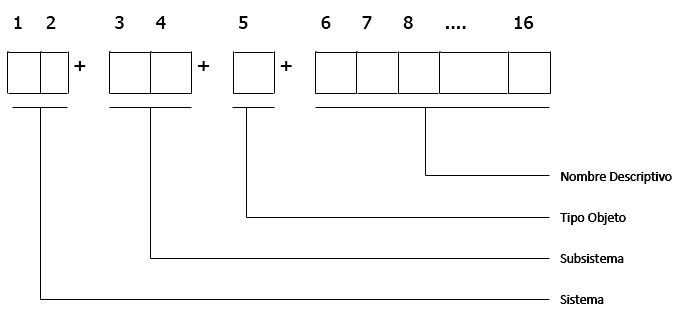 1 2 3 4 5 6 7 8 .... 16
+ + +
Nombre Descriptivo
Tipo Objeto
Subsistema
Sistema